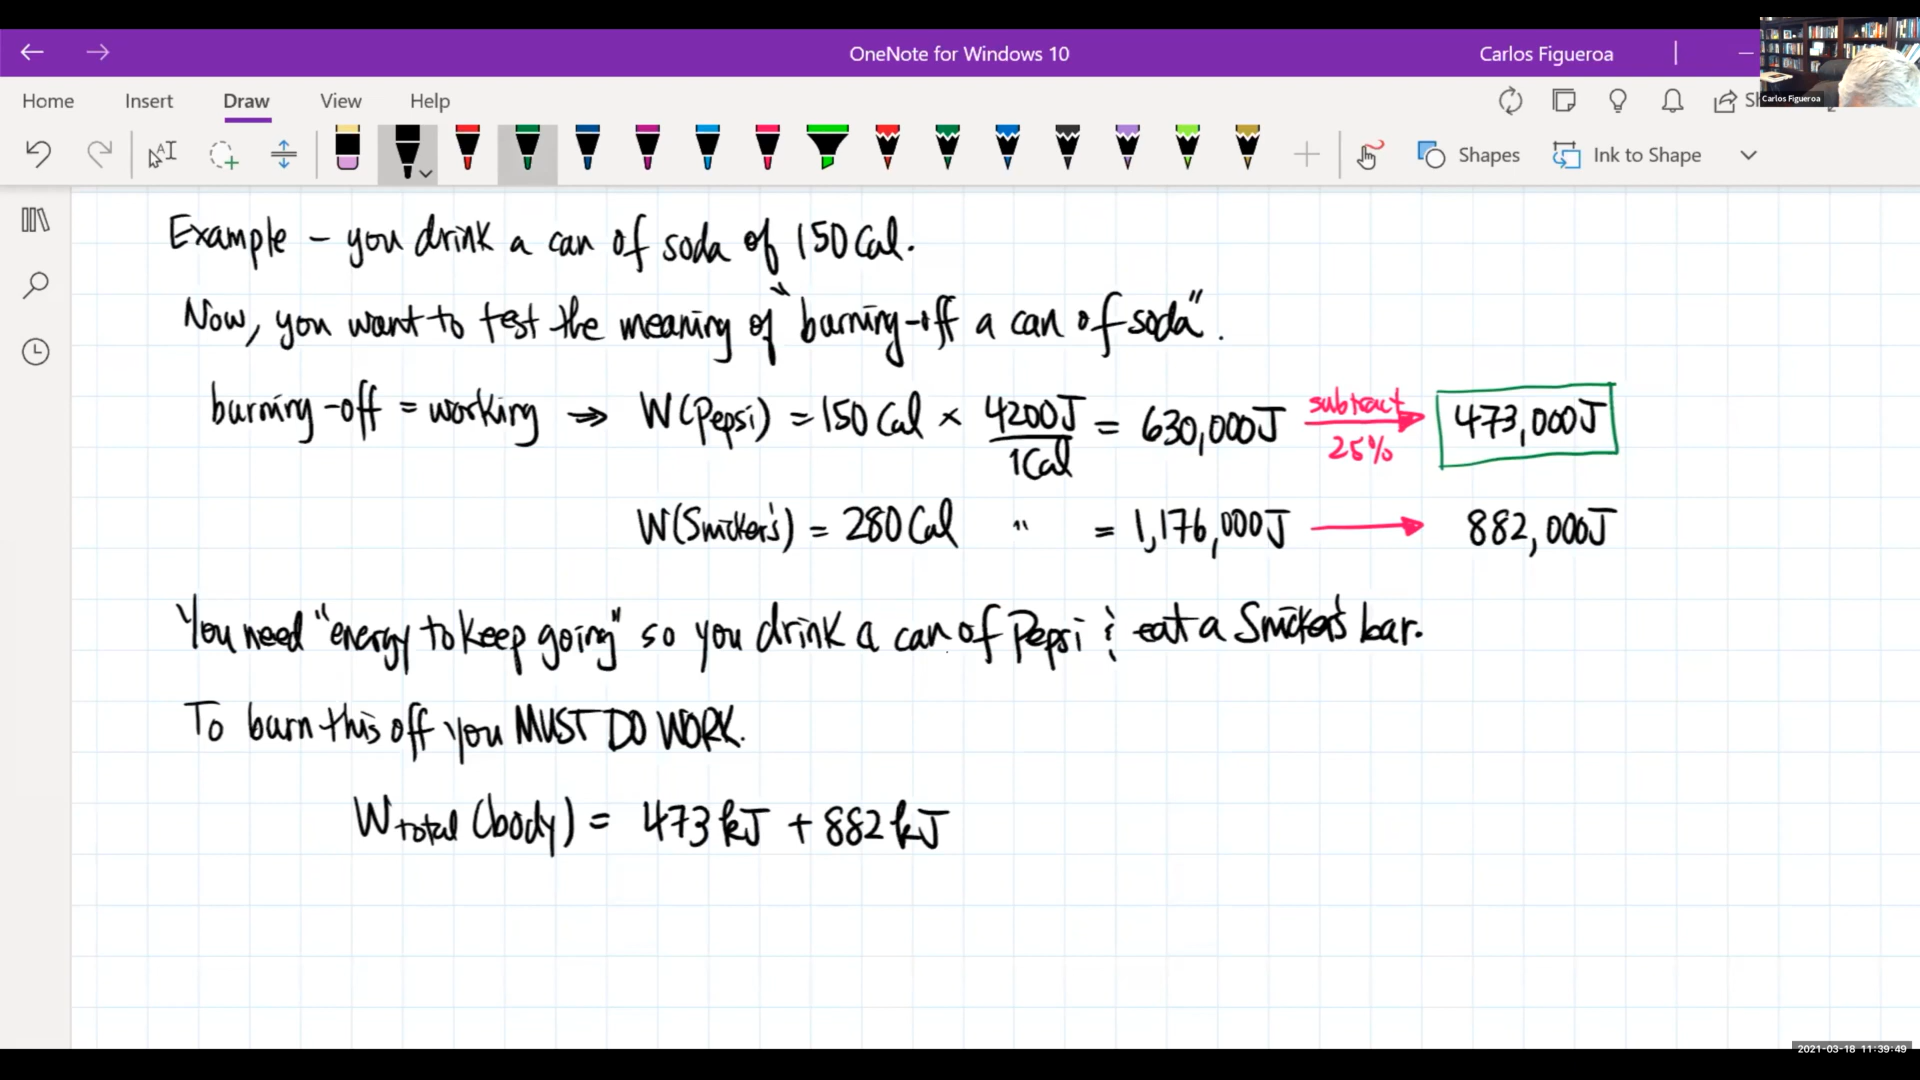 OneNote for Windows 10
Carlos Figueroa
Home Insert Draw View Help
Sh
Carlos Figueroa
Shapes Ink to Shape
Example - you drink a can of soda of 150 Cal.
Now, you want to test the meaning of "burning-off a can of soda".
burning-off = working ⇒ W(Pepsi) = 150 Cal × 4200J / 1Cal = 630,000J subtract 25% → 473,000J
W(Snicker's) = 280 Cal " = 1,176,000J → 882,000J
You need "energy to keep going" so you drink a can of Pepsi & eat a Snicker's bar.
To burn this off you MUST DO WORK.
W total (body) = 473 kJ + 882 kJ
2021-03-18 11:39:49